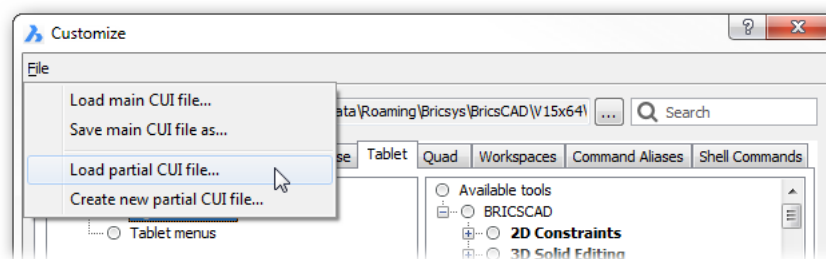 Customize
File
Load main CUI file...
Save main CUI file as...
Load partial CUI file...
Create new partial CUI file...
ata\Roaming\Bricsys\BricsCAD\V15x64\ ... Search
se Tablet Quad Workspaces Command Aliases Shell Commands
Tablet menus
Available tools
BRICSCAD
2D Constraints
3D Solid Editing